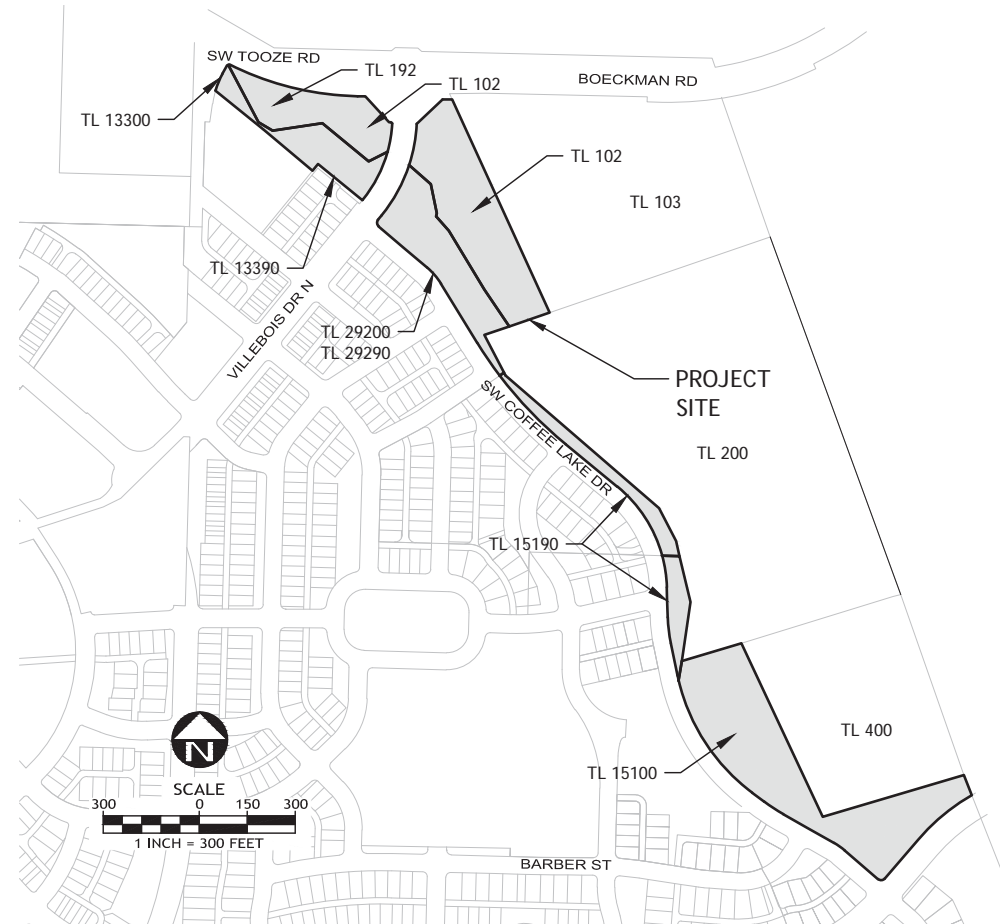 SW TOOZE RD
TL 192
BOECKMAN RD
TL 102
TL 13300
TL 102
TL 103
TL 13390
VILLEBOIS DR N
TL 29200
TL 29290
PROJECT
SITE
SW COFFEE LAKE DR
TL 200
TL 15190
N
TL 400
TL 15100
SCALE
300 0 150 300
1 INCH = 300 FEET
BARBER ST